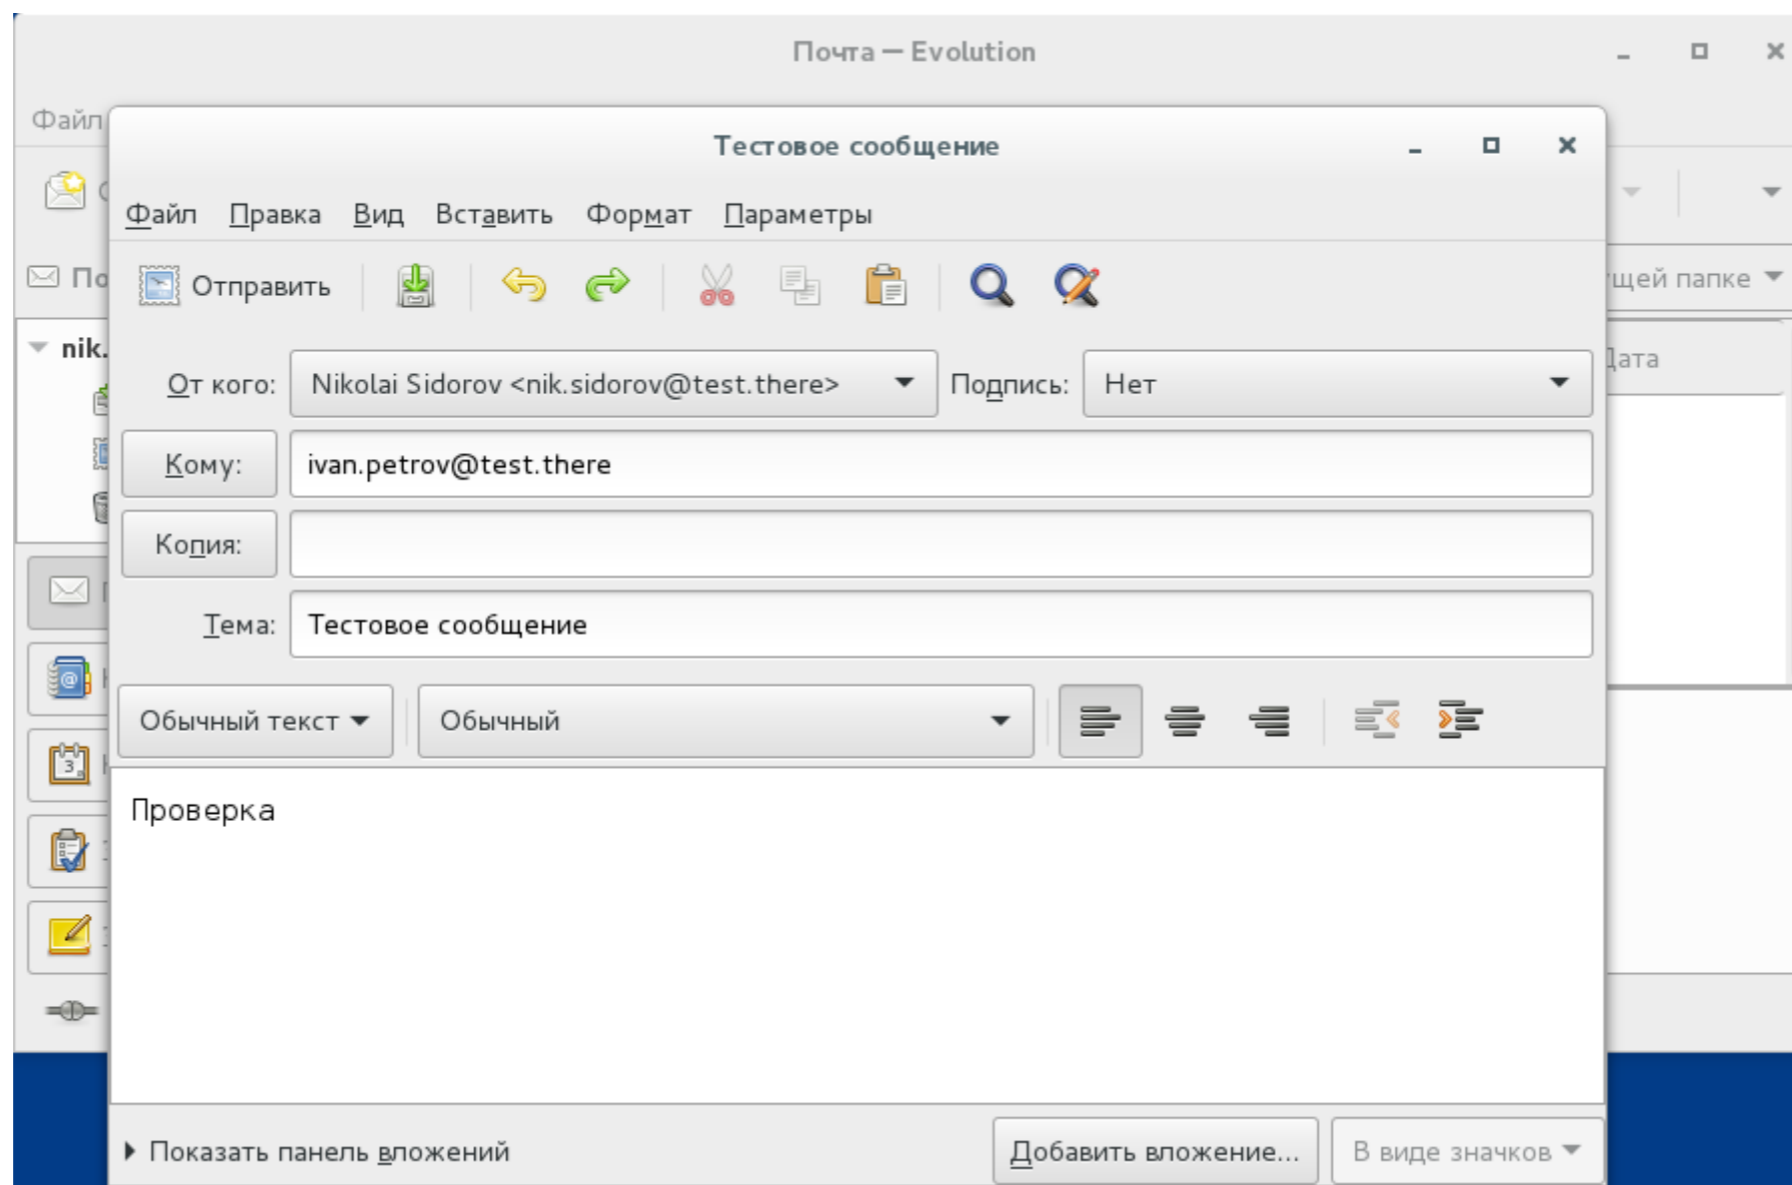 Почта — Evolution
Файл
Тестовое сообщение
Файл Правка Вид Вставить Формат Параметры
Отправить
По
щей папке
nik.
От кого: Nikolai Sidorov <nik.sidorov@test.there> Подпись: Нет
Дата
Кому: ivan.petrov@test.there
Копия:
Тема: Тестовое сообщение
Обычный текст Обычный
3
Проверка
Показать панель вложений Добавить вложение... В виде значков